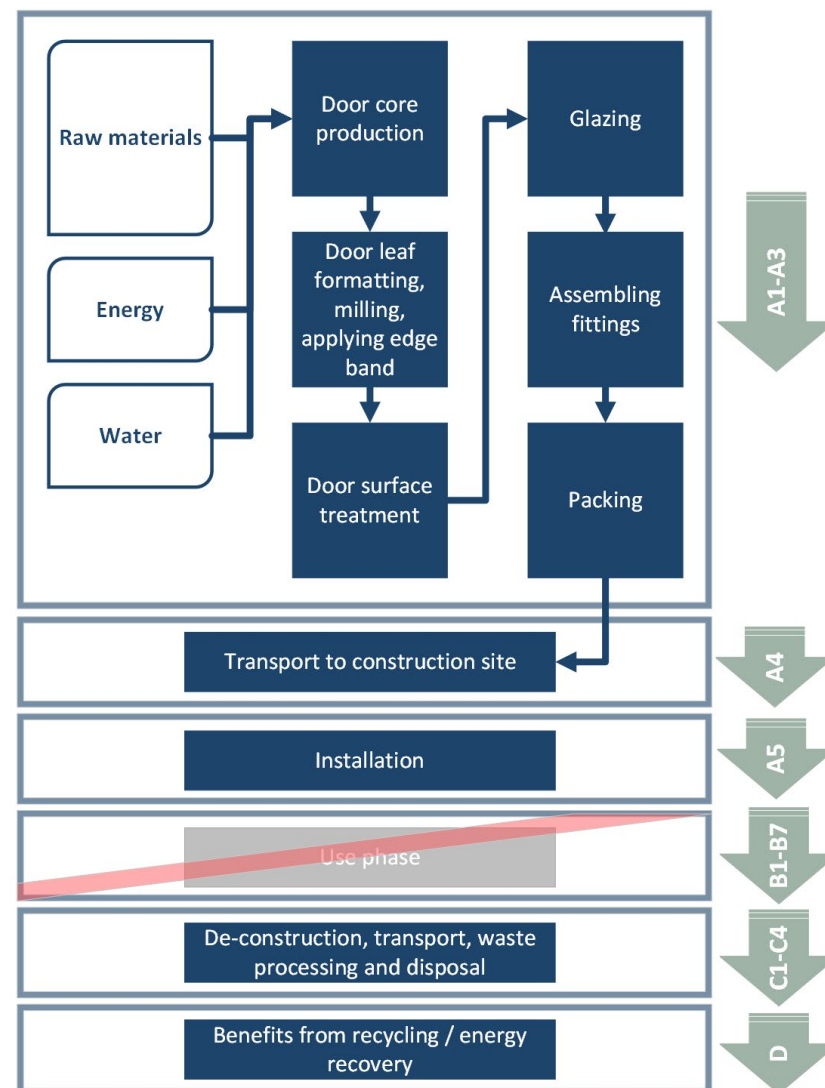 Raw materials
Energy
Water
Door core
production
Door leaf
formatting,
milling,
applying edge
band
Door surface
treatment
Glazing
Assembling
fittings
Packing
A1-A3
Transport to construction site
A4
Installation
A5
Use phase
B1-B7
De-construction, transport, waste
processing and disposal
C1-C4
Benefits from recycling / energy
recovery
D